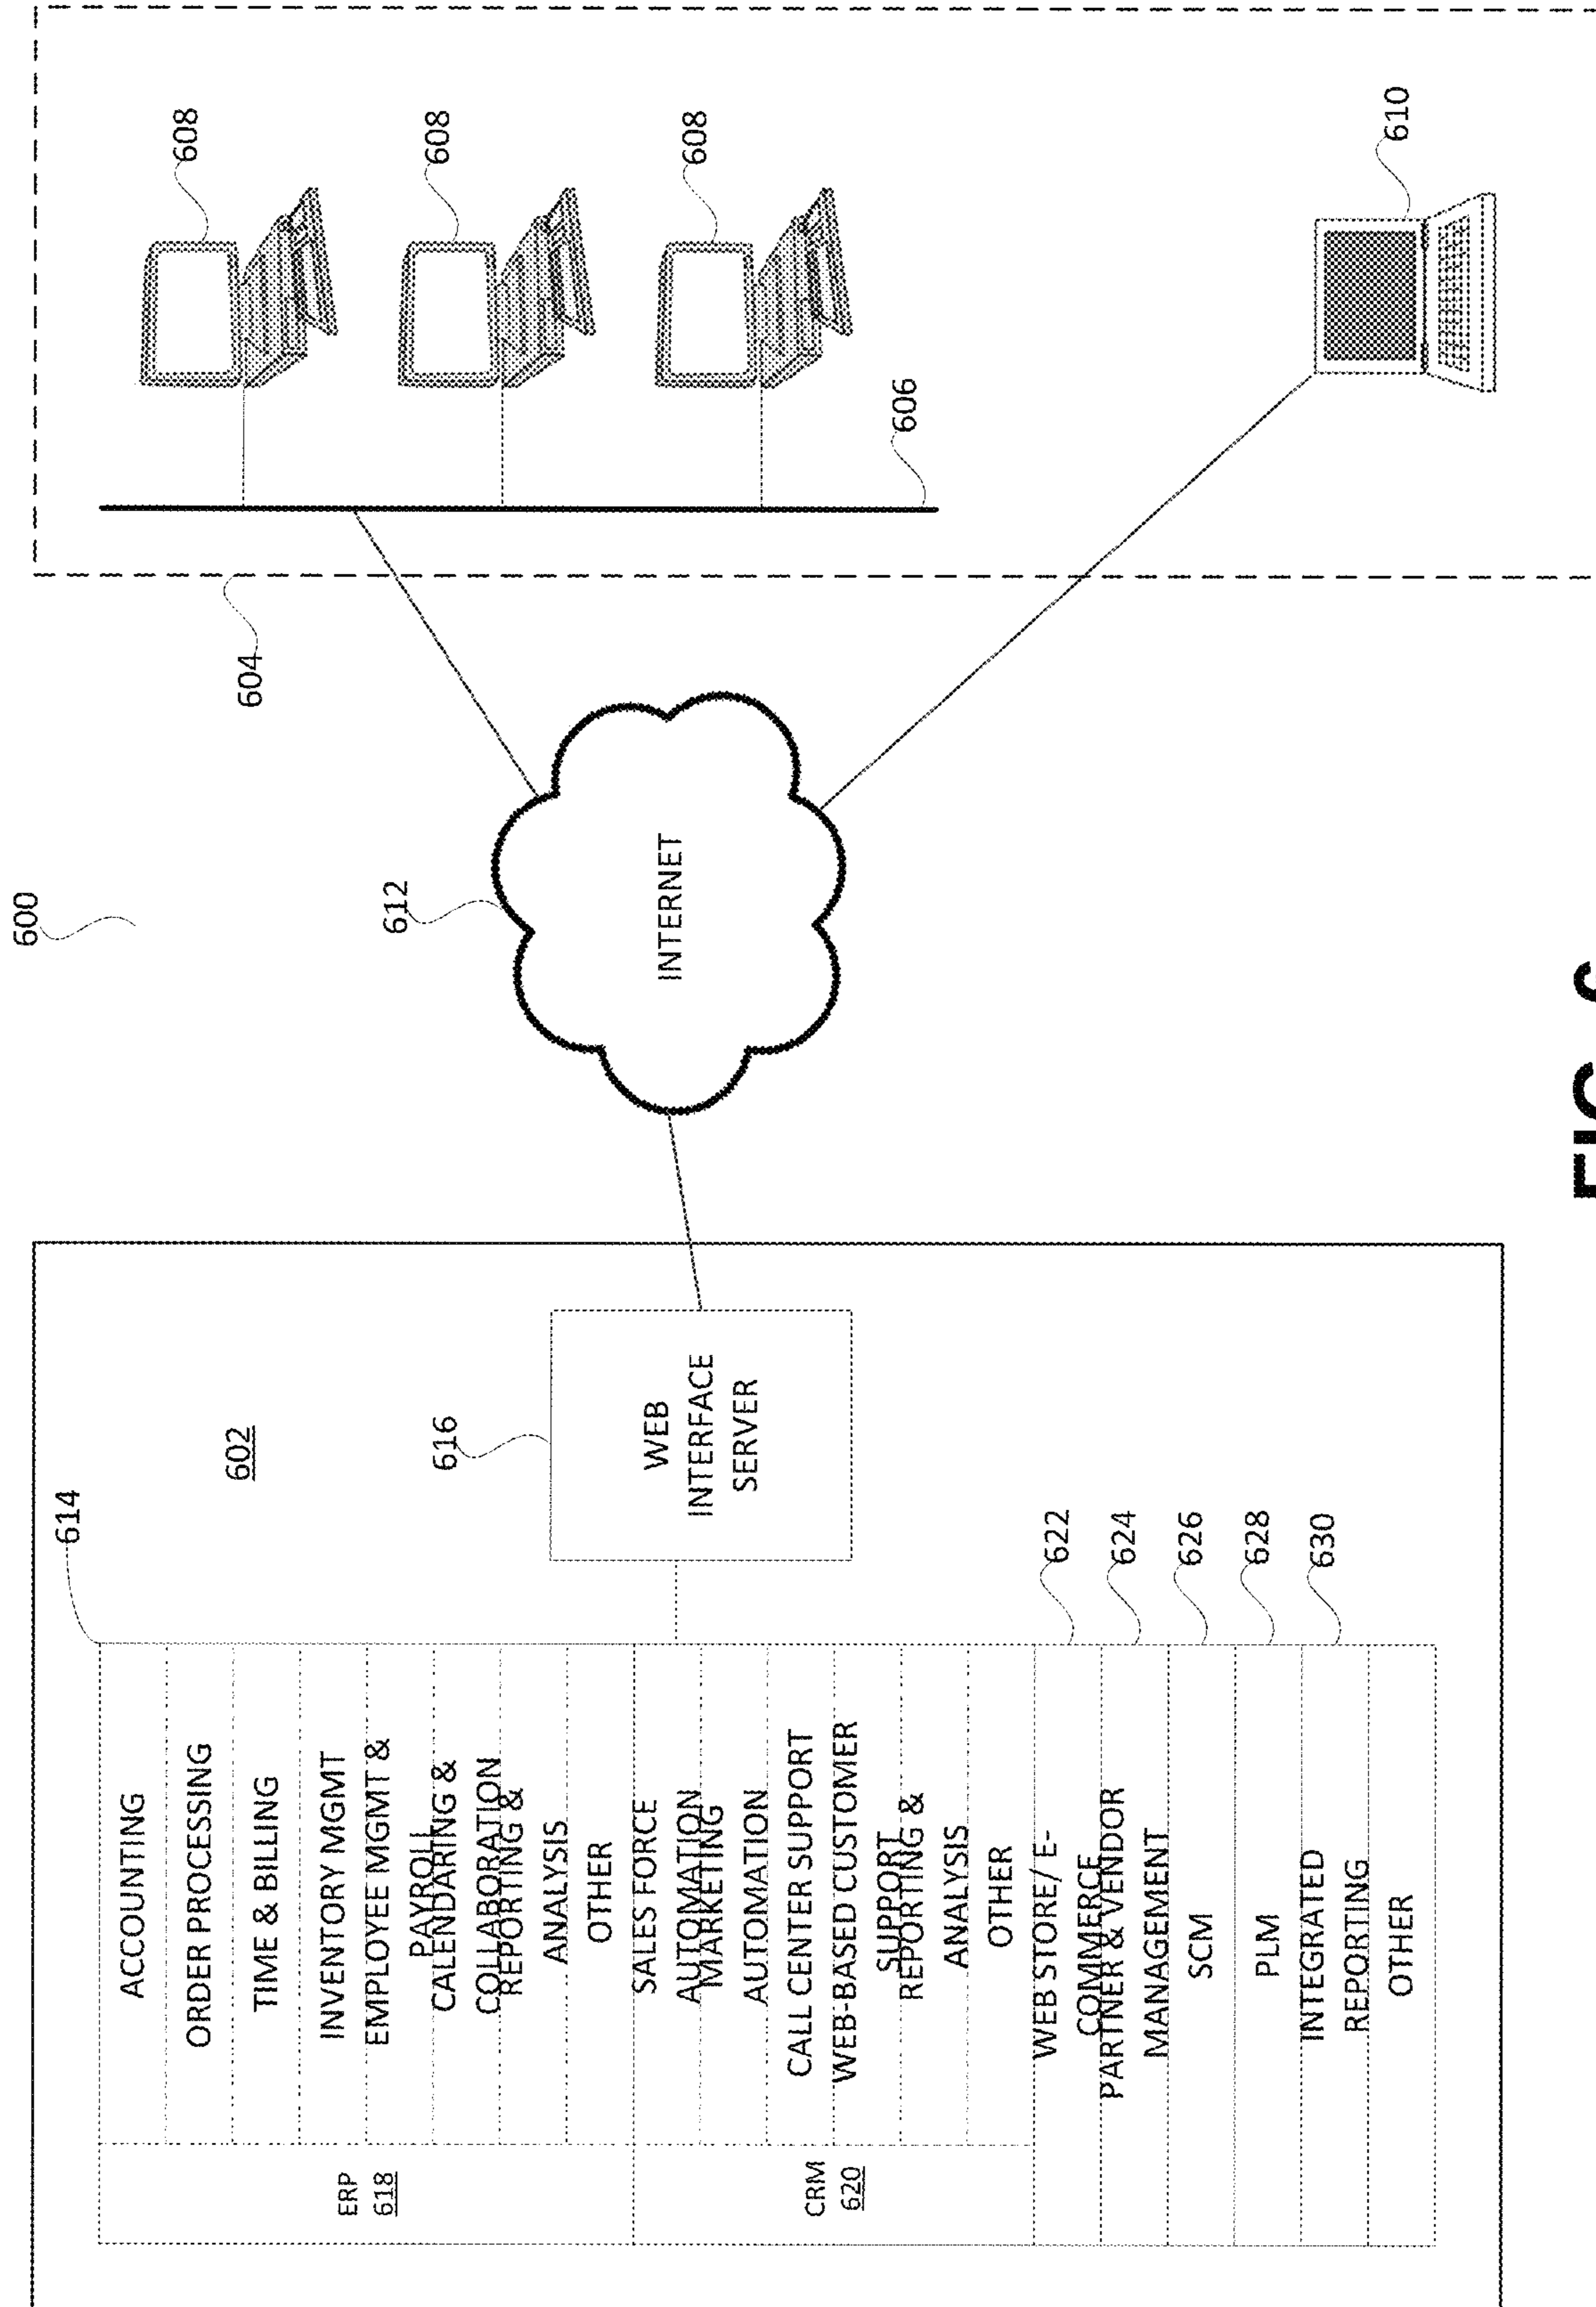 600
602
614
ACCOUNTING
ORDER PROCESSING
TIME & BILLING
INVENTORY MGMT
EMPLOYEE MGMT &
PAYROLL
CALENDARING &
COLLABORATION
REPORTING &
ANALYSIS
OTHER
ERP
618
SALES FORCE
AUTOMATION
MARKETING
AUTOMATION
CALL CENTER SUPPORT
WEB-BASED CUSTOMER
SUPPORT
REPORTING &
ANALYSIS
OTHER
CRM
620
WEB STORE/ E-
COMMERCE
622
PARTNER & VENDOR
MANAGEMENT
624
SCM
626
PLM
628
INTEGRATED
REPORTING
630
OTHER
616
WEB
INTERFACE
SERVER
612
INTERNET
604
606
608
608
608
610